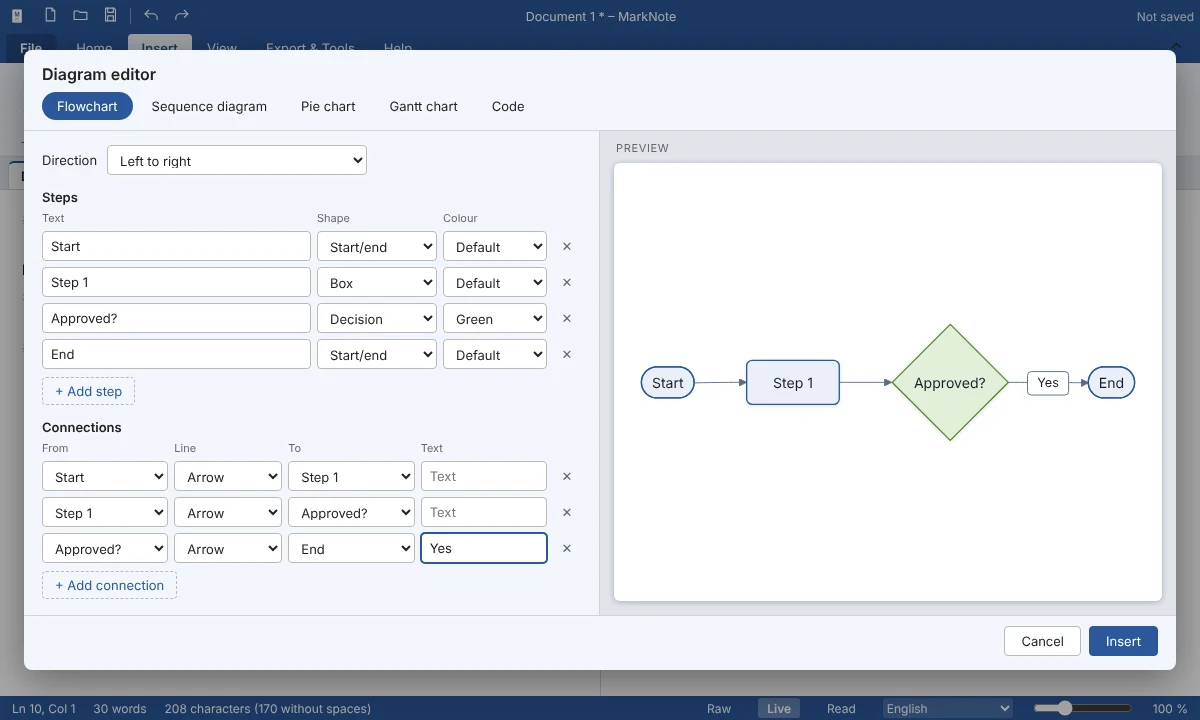 Document 1 * – MarkNote
Not saved
File Home Insert View Export & Tools Help
Diagram editor
Flowchart Sequence diagram Pie chart Gantt chart Code
Direction Left to right
PREVIEW
Steps
Text Shape Colour
Start Start/end Default ×
Step 1 Box Default ×
Approved? Decision Green ×
End Start/end Default ×
+ Add step
Connections
From Line To Text
Start Arrow Step 1 Text ×
Step 1 Arrow Approved? Text ×
Approved? Arrow End Yes ×
+ Add connection
Start Step 1 Approved? Yes End
Cancel Insert
Ln 10, Col 1 30 words 208 characters (170 without spaces) Raw Live Read English 100 %